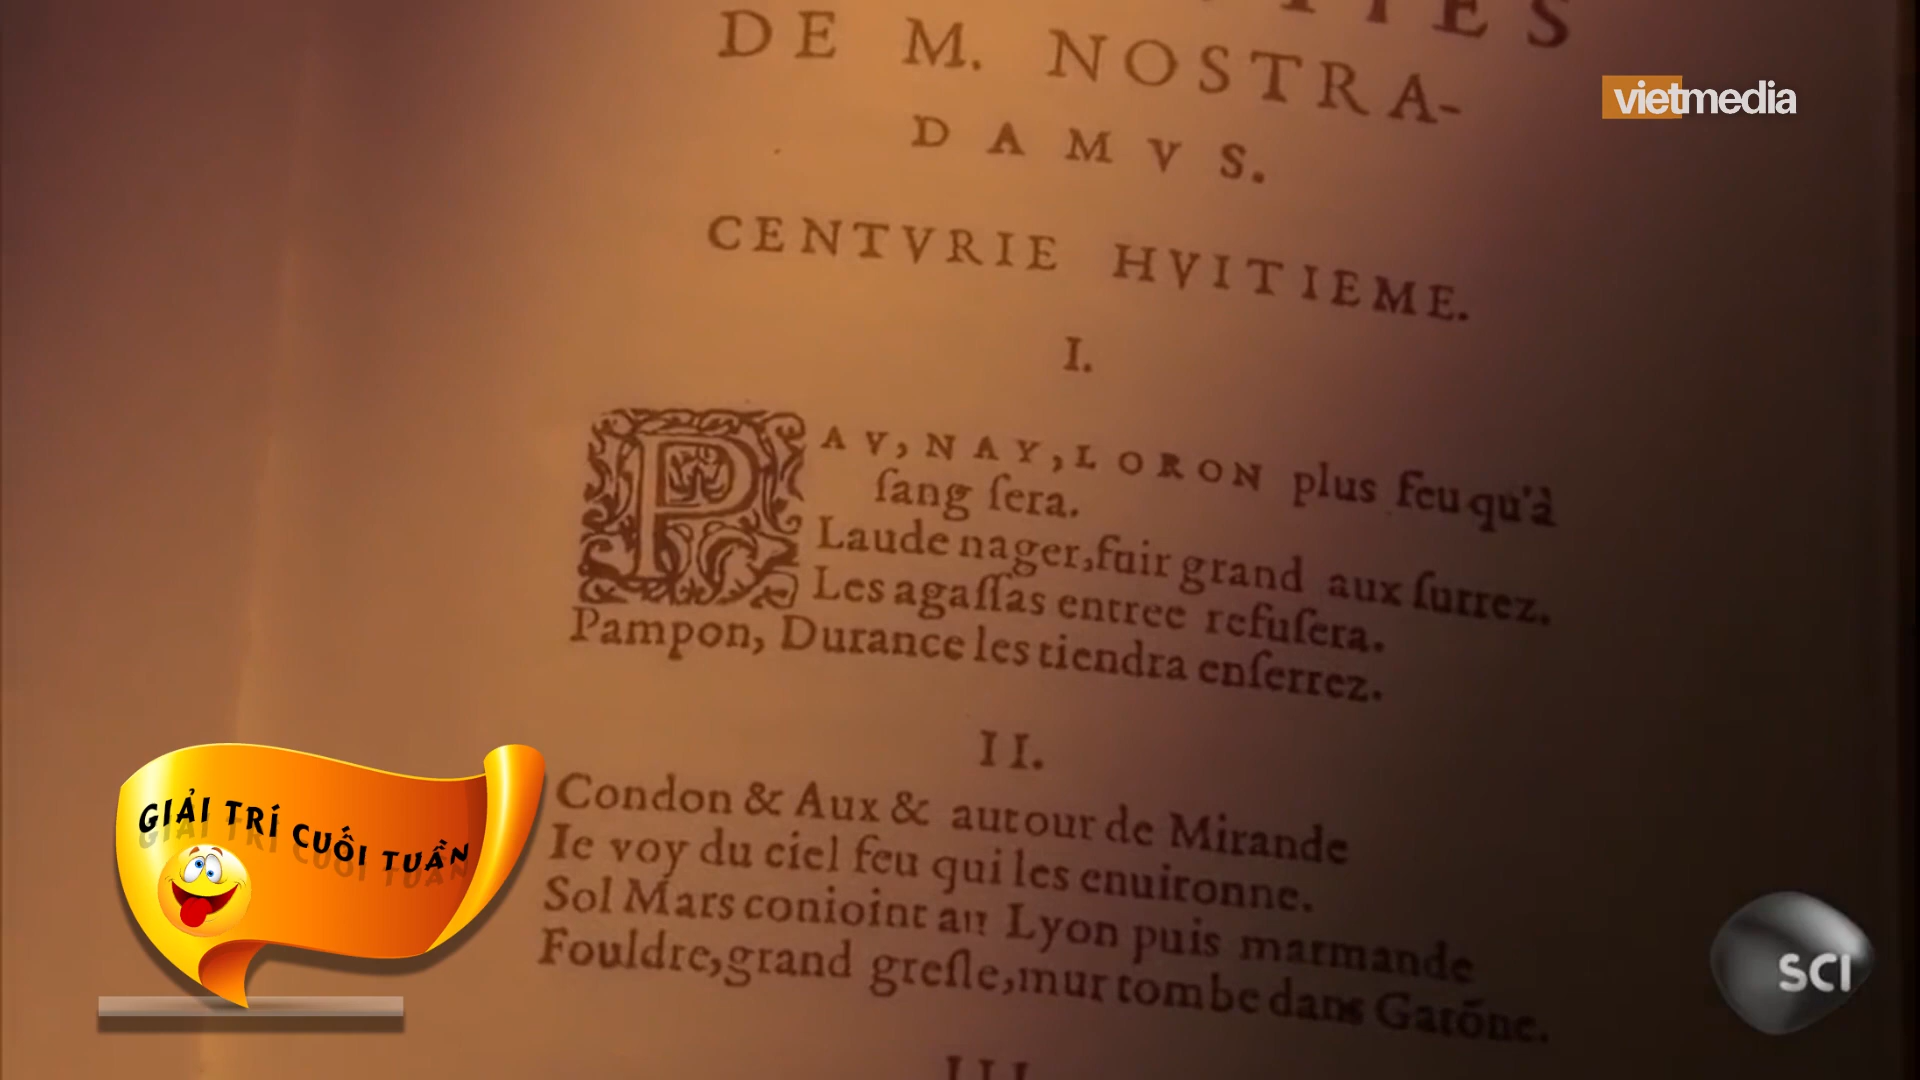 TIES
DE M. NOSTRA-
DAMVS.
CENTVRIE HVITIEME.
I.
PAV, NAY, LORON plus feu qu'à
ſang ſera.
Laude nager, fuir grand aux ſurrez.
Les agaſſas entree refuſera.
Pampon, Durance les tiendra enſerrez.
II.
Condon & Aux & autour de Mirande
Ie voy du ciel feu qui les enuironne.
Sol Mars conioint au Lyon puis marmande
Fouldre, grand greſle, mur tombe dans Garõne.
III.
vietmedia
GIẢI TRÍ CUỐI TUẦN
SCI